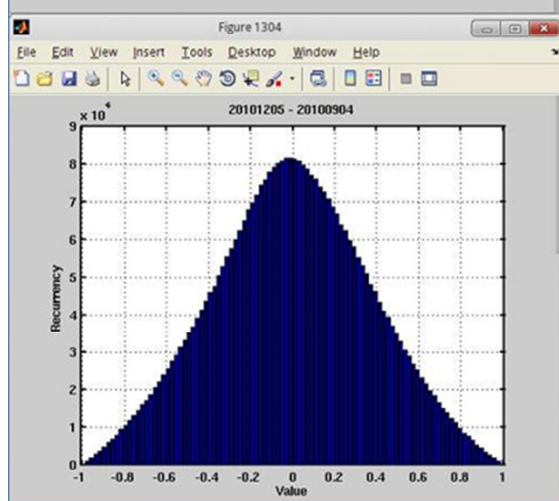 Figure 1304
File Edit View Insert Tools Desktop Window Help
x 10^4
20101205 - 20100904
9
8
7
6
5
4
3
2
1
0
Recurrency
-1 -0.8 -0.6 -0.4 -0.2 0 0.2 0.4 0.6 0.8 1
Value